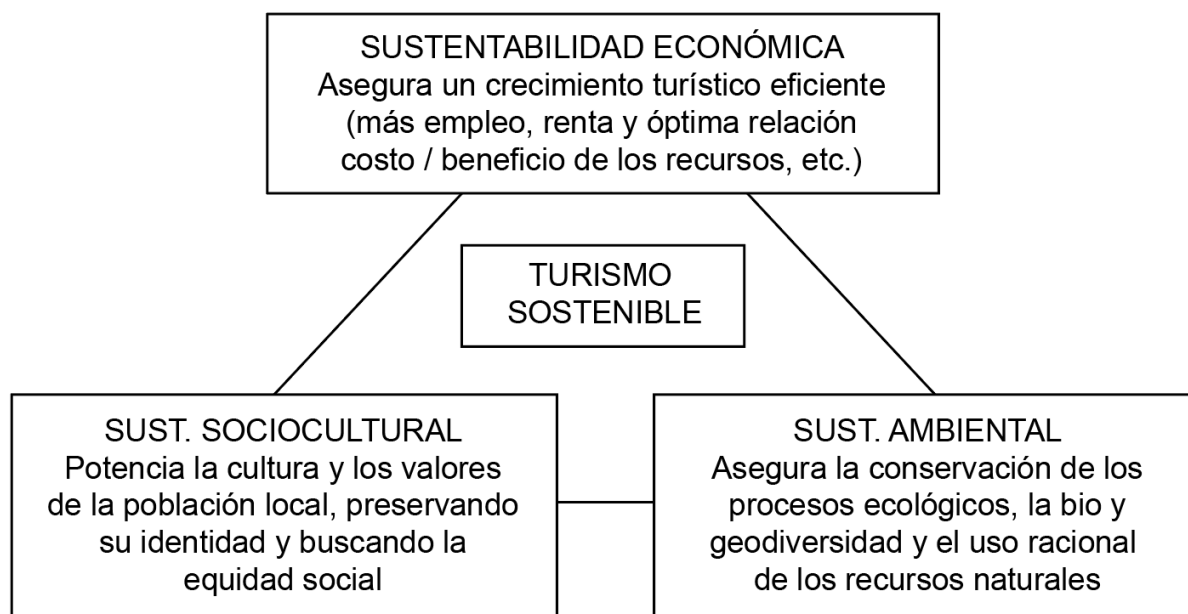 SUSTENTABILIDAD ECONÓMICA
Asegura un crecimiento turístico eficiente
(más empleo, renta y óptima relación
costo / beneficio de los recursos, etc.)
TURISMO
SOSTENIBLE
SUST. SOCIOCULTURAL
Potencia la cultura y los valores
de la población local, preservando
su identidad y buscando la
equidad social
SUST. AMBIENTAL
Asegura la conservación de los
procesos ecológicos, la bio y
geodiversidad y el uso racional
de los recursos naturales